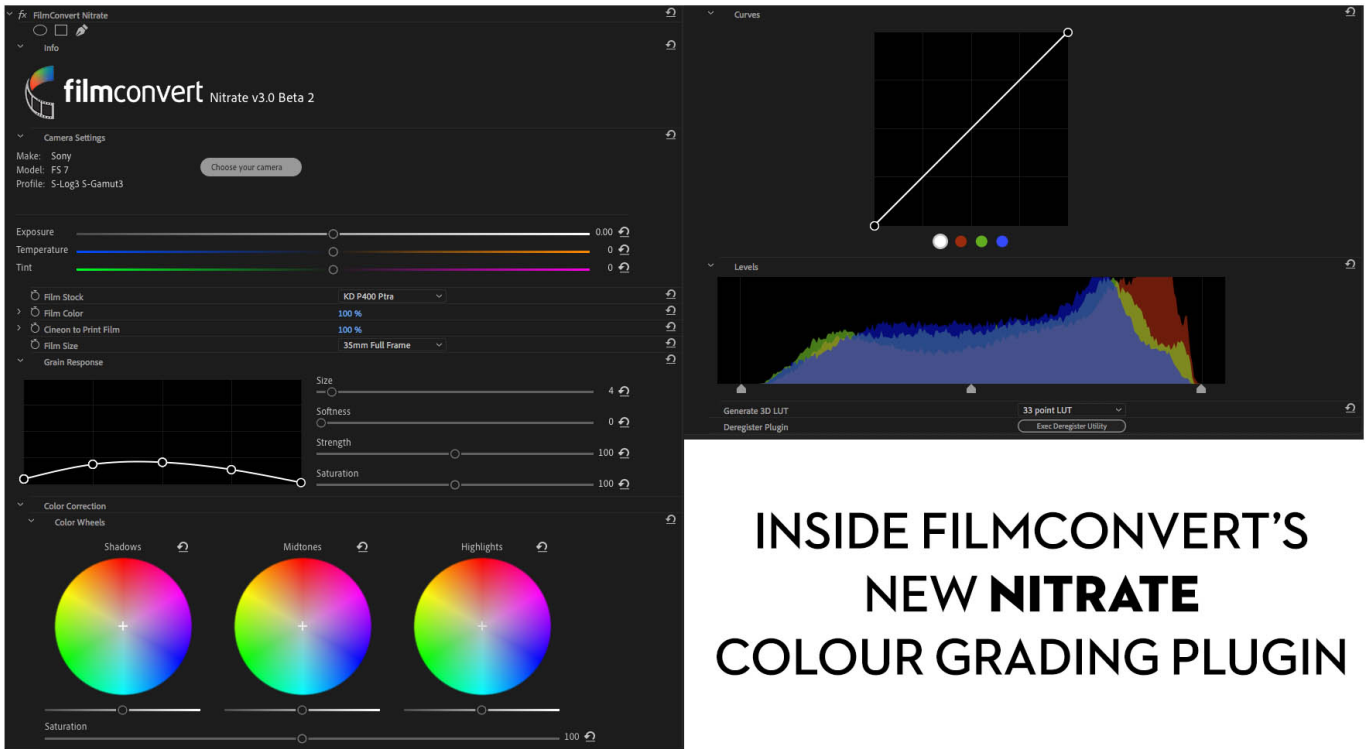 fx FilmConvert Nitrate
Info
filmconvert Nitrate v3.0 Beta 2
Camera Settings
Make: Sony
Model: FS 7
Profile: S-Log3 S-Gamut3
Choose your camera
Exposure 0.00
Temperature 0
Tint 0
Film Stock KD P400 Ptra
Film Color 100 %
Cineon to Print Film 100 %
Film Size 35mm Full Frame
Grain Response
Size 4
Softness 0
Strength 100
Saturation 100
Color Correction
Color Wheels
Shadows Midtones Highlights
Saturation 100
Curves
Levels
Generate 3D LUT 33 point LUT
Deregister Plugin Exec Deregister Utility
INSIDE FILMCONVERT'S
NEW NITRATE
COLOUR GRADING PLUGIN